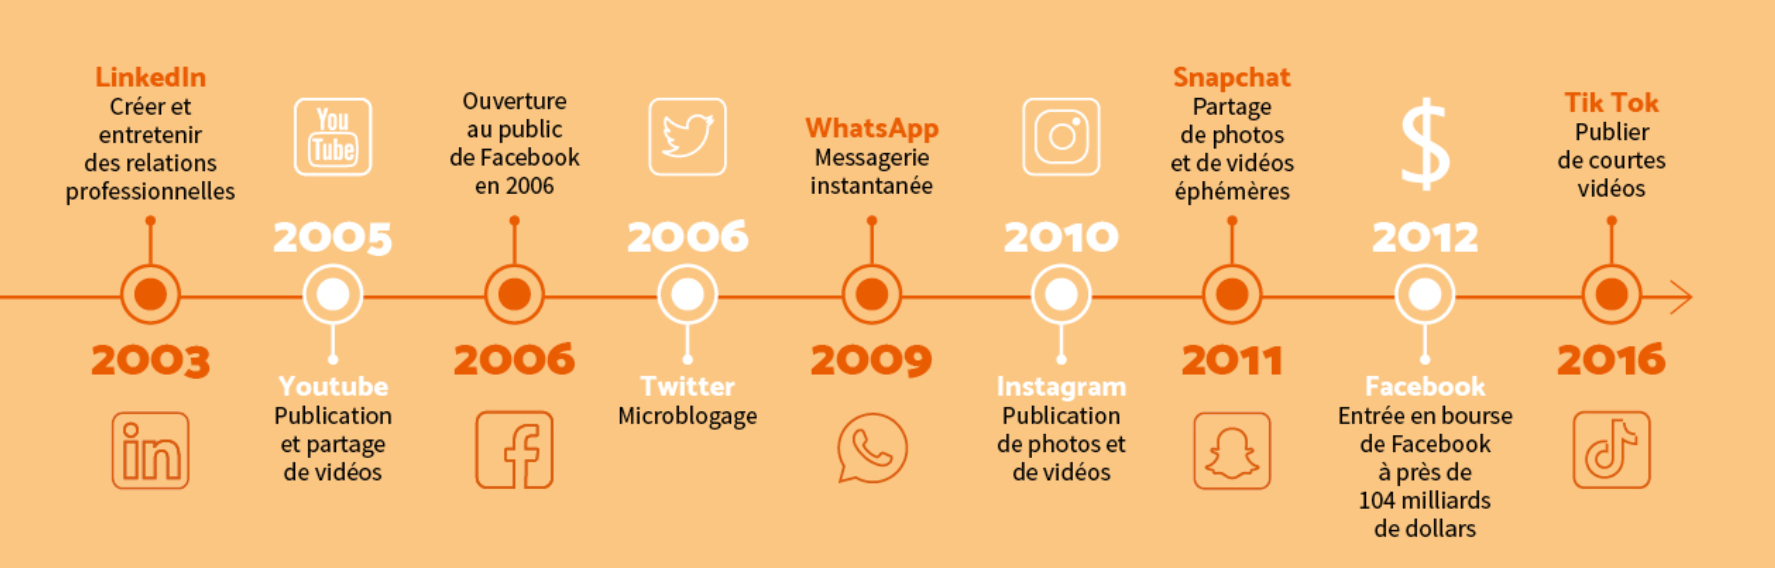 LinkedIn
Créer et
entretenir
des relations
professionnelles
2003
in
You
Tube
2005
Youtube
Publication
et partage
de vidéos
Ouverture
au public
de Facebook
en 2006
2006
f
2006
Twitter
Microblogage
WhatsApp
Messagerie
instantanée
2009
2010
Instagram
Publication
de photos et
de vidéos
Snapchat
Partage
de photos
et de vidéos
éphémères
2011
$
2012
Facebook
Entrée en bourse
de Facebook
à près de
104 milliards
de dollars
Tik Tok
Publier
de courtes
vidéos
2016